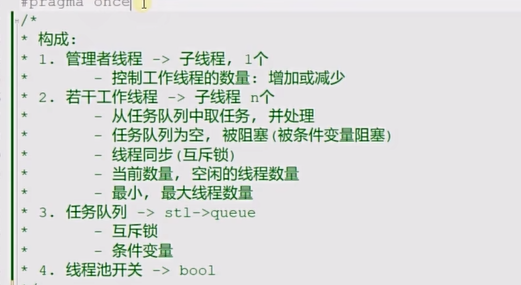 #pragma once
/*
* 构成:
* 1. 管理者线程 -> 子线程, 1个
*       - 控制工作线程的数量: 增加或减少
* 2. 若干工作线程 -> 子线程 n个
*       - 从任务队列中取任务, 并处理
*       - 任务队列为空, 被阻塞(被条件变量阻塞)
*       - 线程同步(互斥锁)
*       - 当前数量, 空闲的线程数量
*       - 最小, 最大线程数量
* 3. 任务队列 -> stl->queue
*       - 互斥锁
*       - 条件变量
* 4. 线程池开关 -> bool